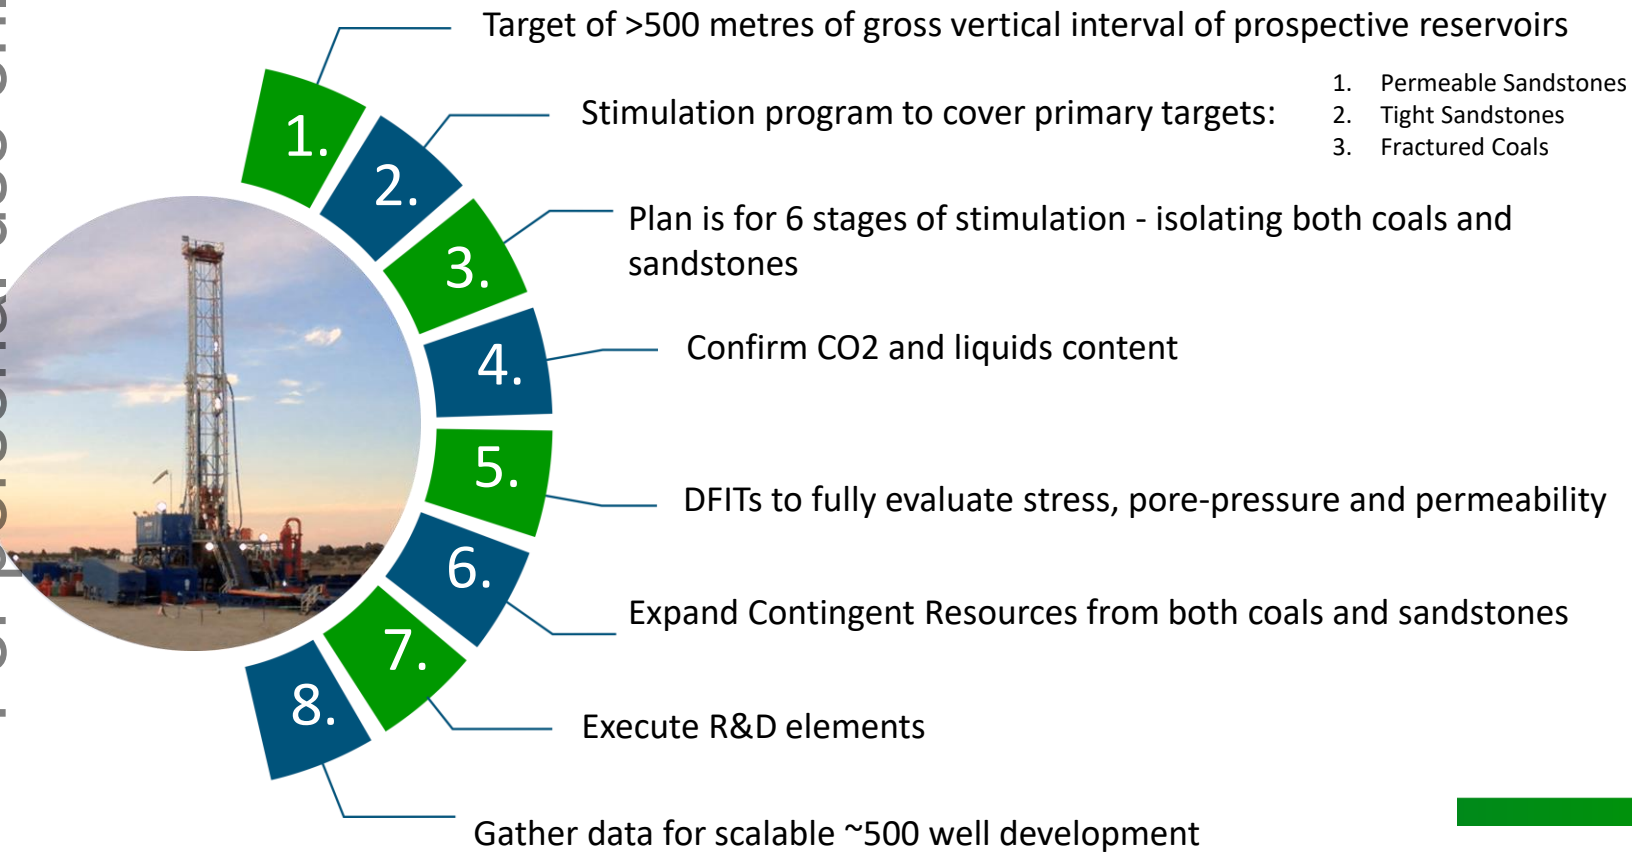 Target of >500 metres of gross vertical interval of prospective reservoirs
1.
Stimulation program to cover primary targets:
1. Permeable Sandstones
2. Tight Sandstones
3. Fractured Coals
2.
Plan is for 6 stages of stimulation - isolating both coals and
sandstones
3.
Confirm CO2 and liquids content
4.
DFITs to fully evaluate stress, pore-pressure and permeability
5.
Expand Contingent Resources from both coals and sandstones
6.
Execute R&D elements
7.
Gather data for scalable ~500 well development
8.